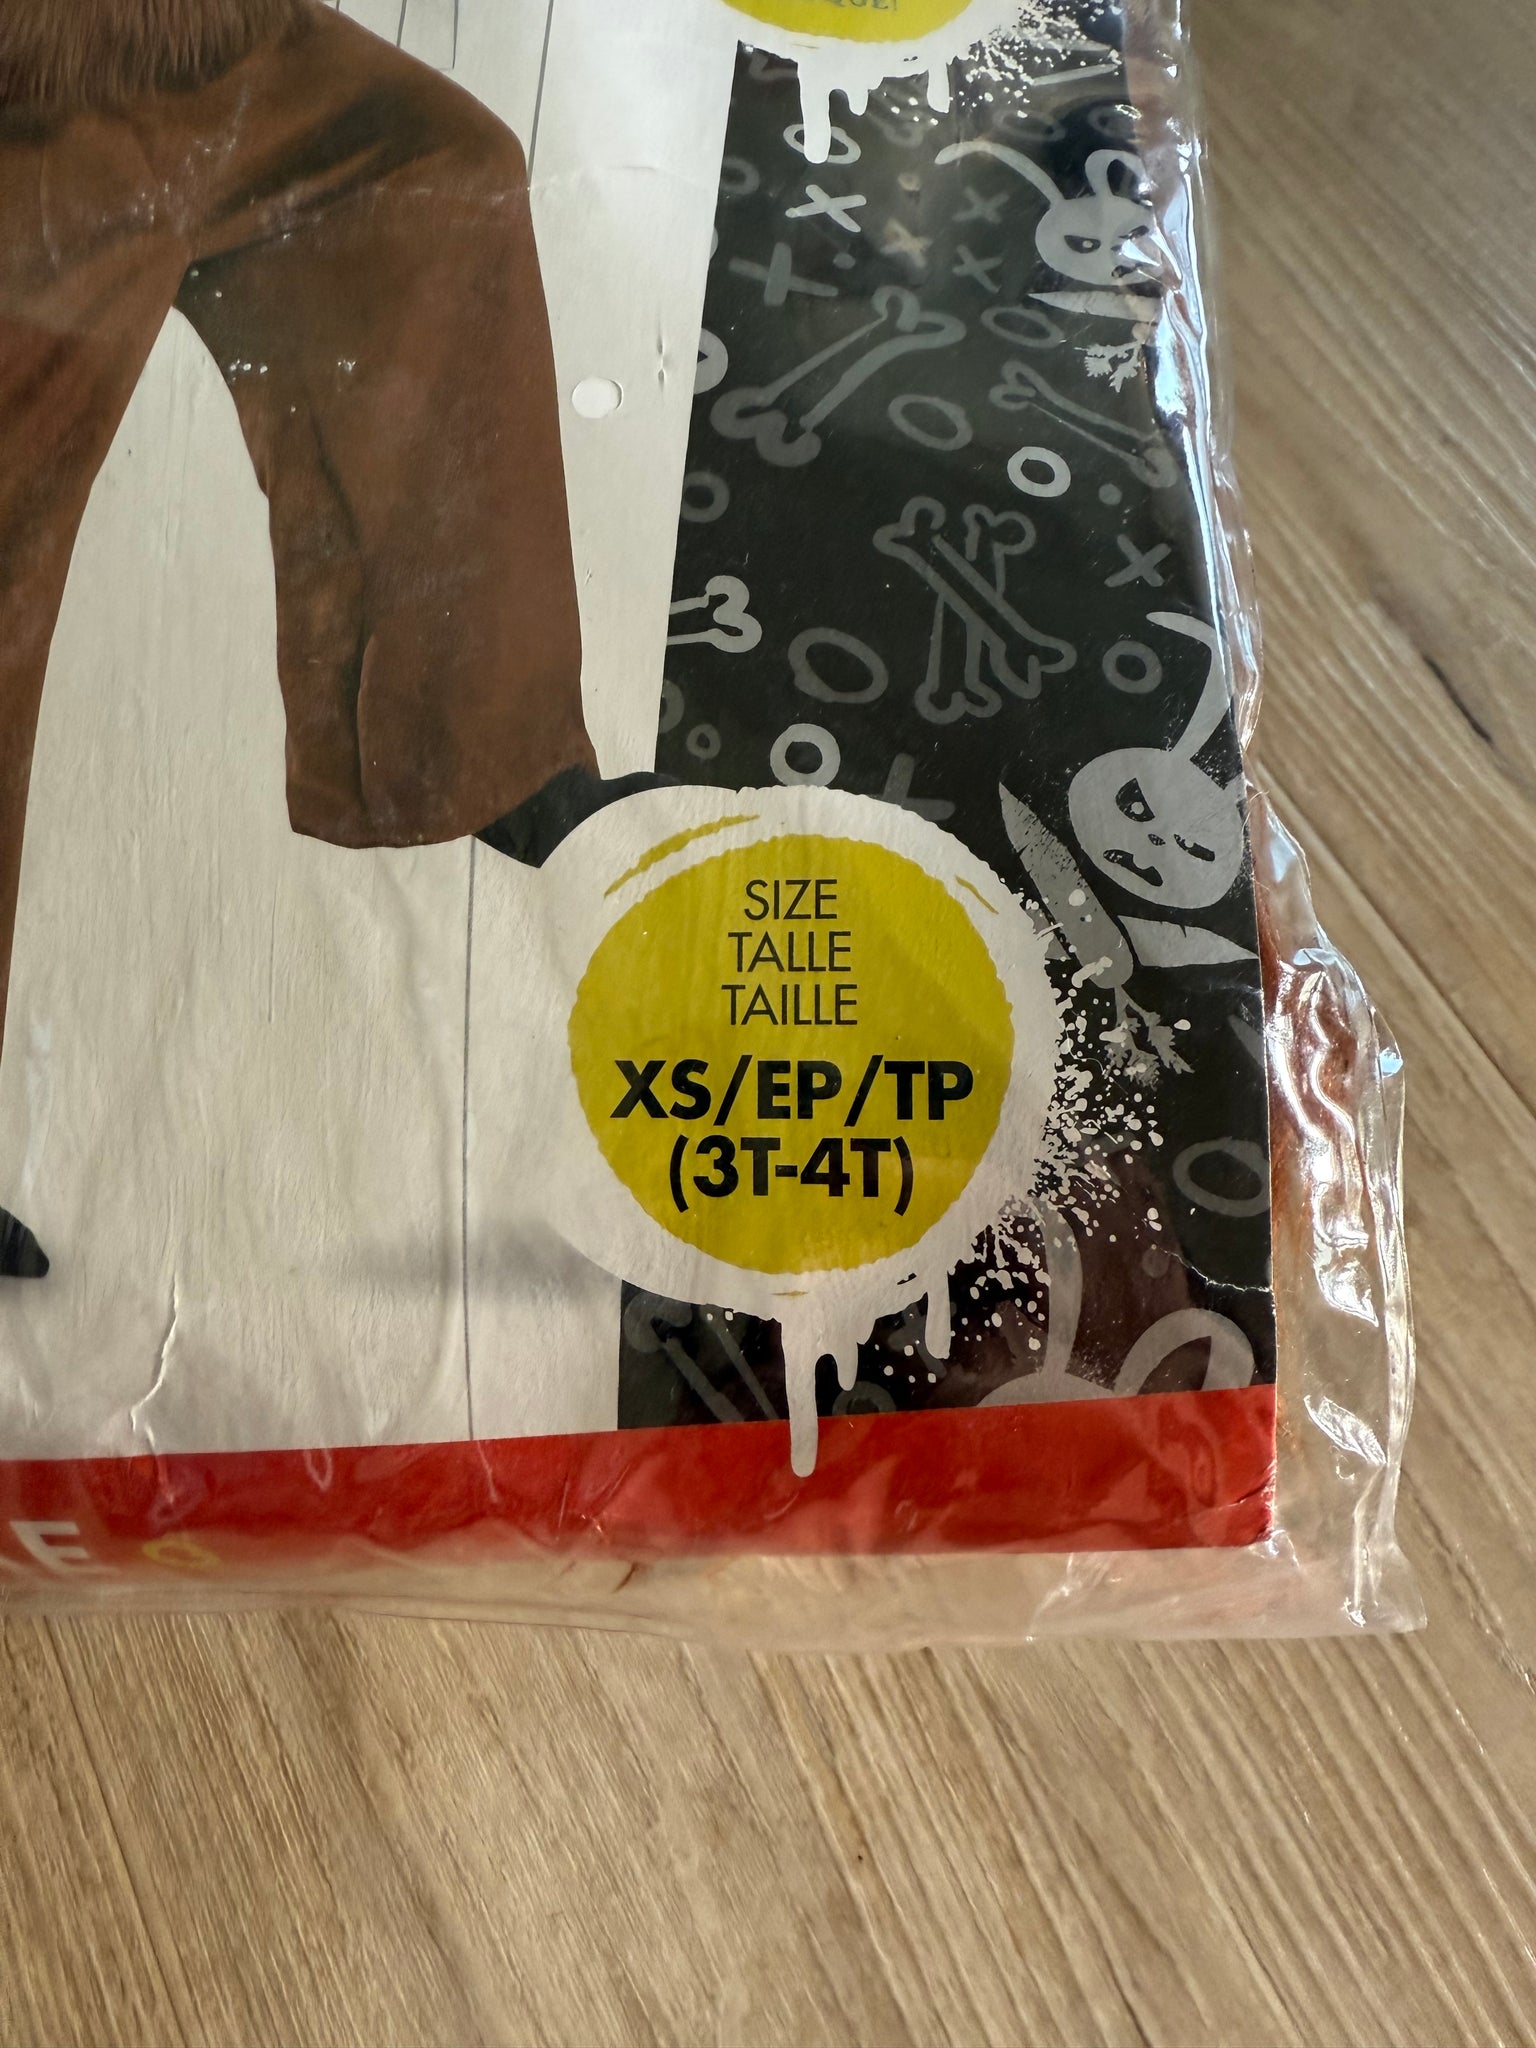 SIZE
TALLE
TAILLE
XS/EP/TP
(3T-4T)